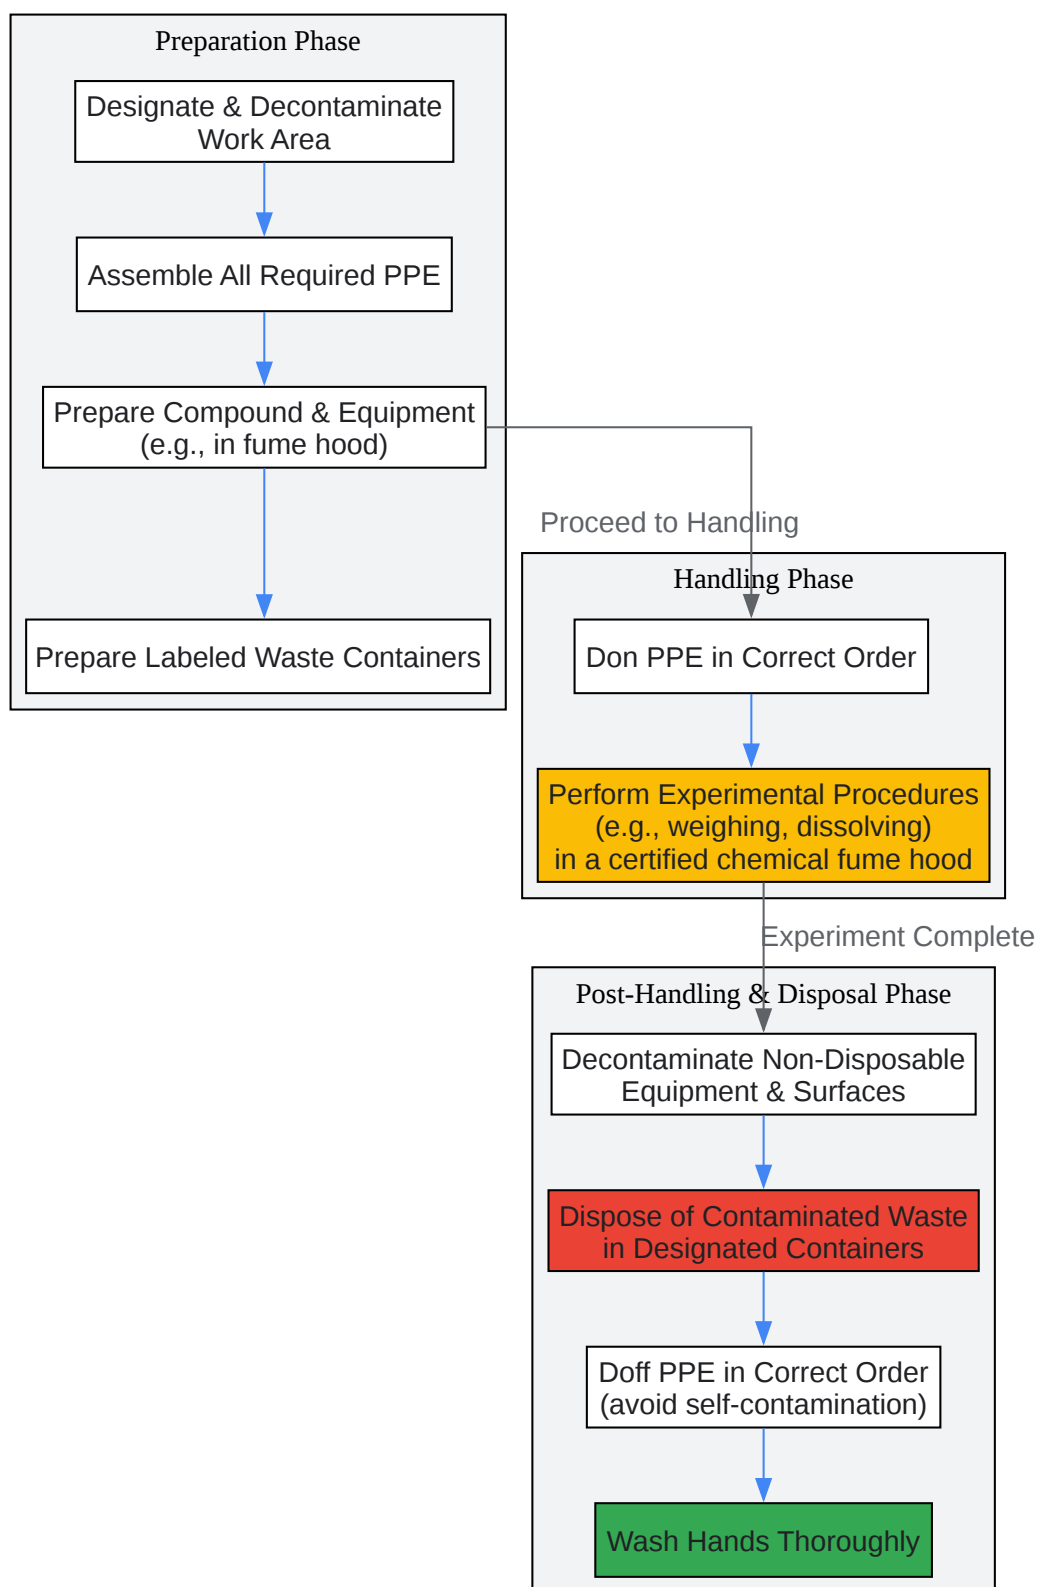 Preparation Phase
Designate & Decontaminate
Work Area
Assemble All Required PPE
Prepare Compound & Equipment
(e.g., in fume hood)
Prepare Labeled Waste Containers
Proceed to Handling
Handling Phase
Don PPE in Correct Order
Perform Experimental Procedures
(e.g., weighing, dissolving)
in a certified chemical fume hood
Experiment Complete
Post-Handling & Disposal Phase
Decontaminate Non-Disposable
Equipment & Surfaces
Dispose of Contaminated Waste
in Designated Containers
Doff PPE in Correct Order
(avoid self-contamination)
Wash Hands Thoroughly